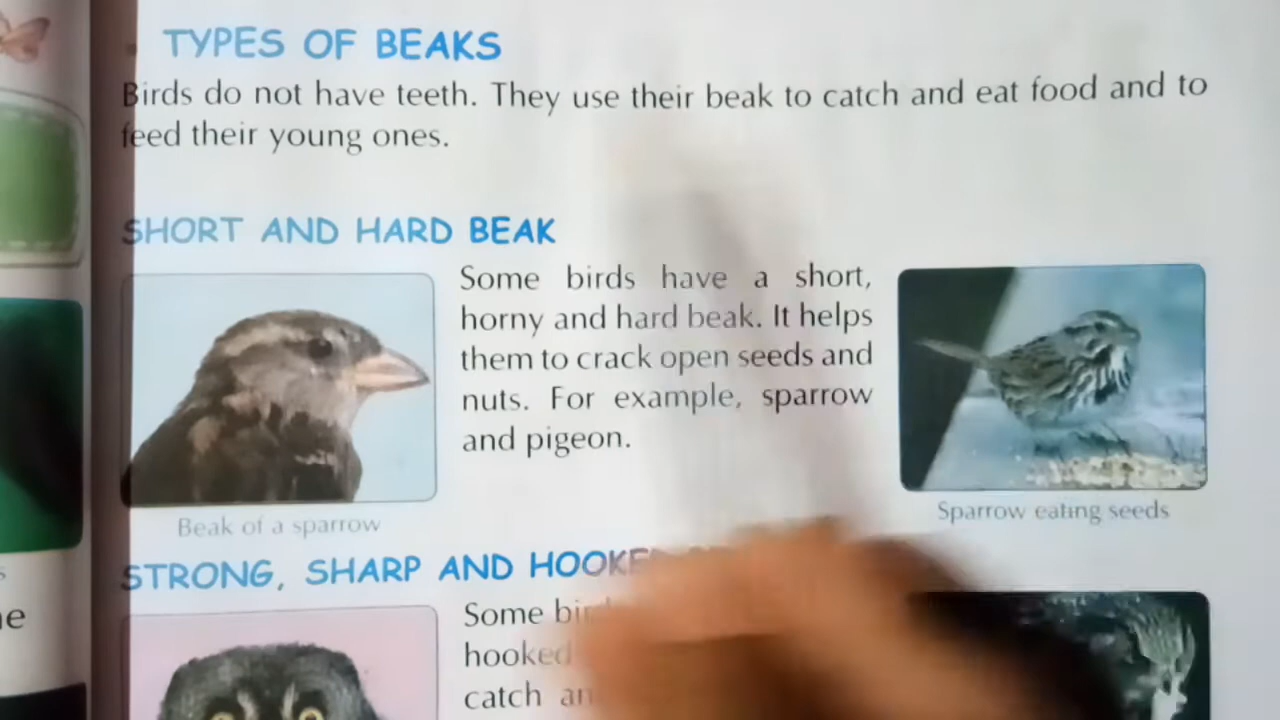 TYPES OF BEAKS
Birds do not have teeth. They use their beak to catch and eat food and to
feed their young ones.
SHORT AND HARD BEAK
Some birds have a short,
horny and hard beak. It helps
them to crack open seeds and
nuts. For example, sparrow
and pigeon.
Beak of a sparrow
Sparrow eating seeds
STRONG, SHARP AND
Some
hooked
catch